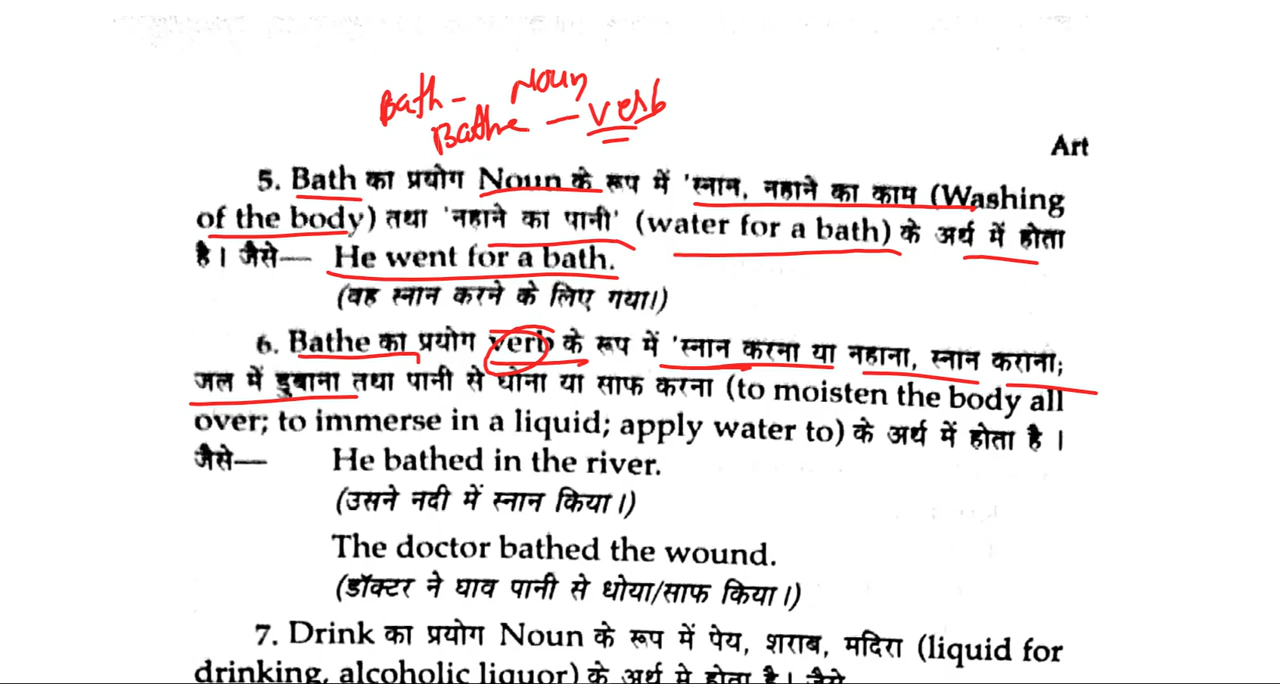 Bath - Noun
Bathe - Verb
Art
5. Bath का प्रयोग Noun के रूप में 'स्नान, नहाने का काम (Washing
of the body) तथा 'नहाने का पानी' (water for a bath) के अर्थ में होता
है। जैसे— He went for a bath.
(वह स्नान करने के लिए गया।)
6. Bathe का प्रयोग verb के रूप में 'स्नान करना या नहाना, स्नान कराना;
जल में डुबाना तथा पानी से धोना या साफ करना (to moisten the body all
over; to immerse in a liquid; apply water to) के अर्थ में होता है।
जैसे— He bathed in the river.
(उसने नदी में स्नान किया।)
The doctor bathed the wound.
(डॉक्टर ने घाव पानी से धोया/साफ किया।)
7. Drink का प्रयोग Noun के रूप में पेय, शराब, मदिरा (liquid for
drinking, alcoholic liquor) के अर्थ मे होता है। जैसे